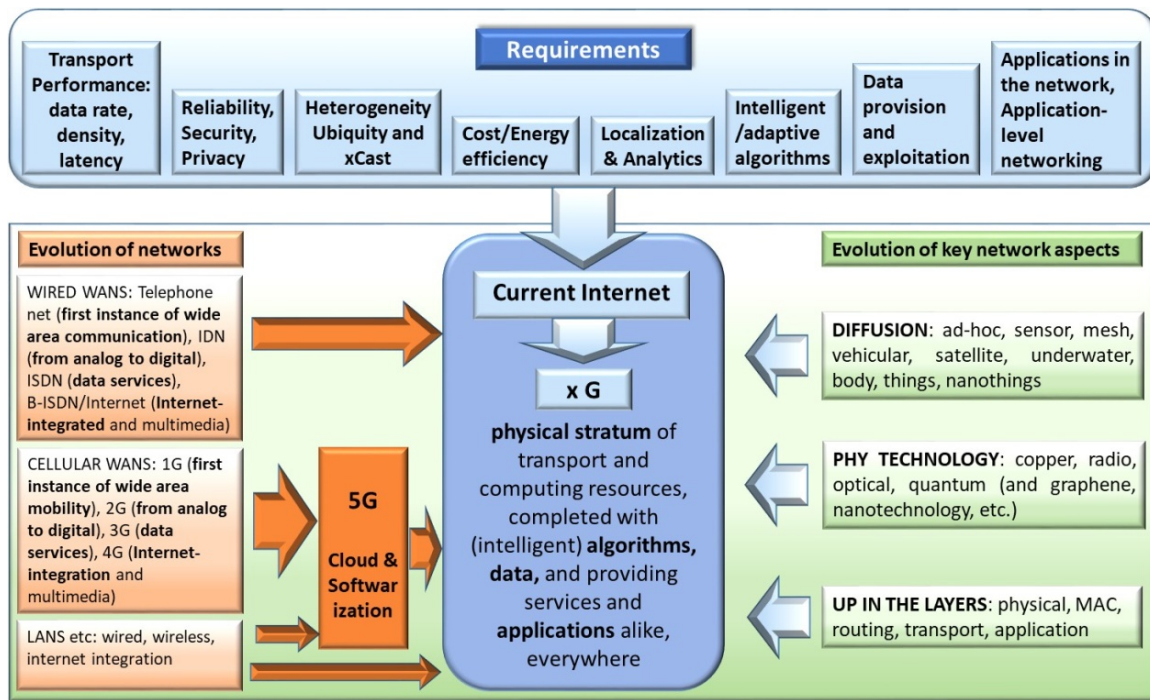 Requirements
Transport
Performance:
data rate,
density,
latency
Reliability,
Security,
Privacy
Heterogeneity
Ubiquity and
xCast
Cost/Energy
efficiency
Localization
& Analytics
Intelligent
/adaptive
algorithms
Data
provision
and
exploitation
Applications in
the network,
Application-
level
networking
Evolution of networks
WIRED WANS: Telephone
net (first instance of wide
area communication), IDN
(from analog to digital),
ISDN (data services),
B-ISDN/Internet (Internet-
integrated and multimedia)
CELLULAR WANS: 1G (first
instance of wide area
mobility), 2G (from analog
to digital), 3G (data
services), 4G (Internet-
integration and
multimedia)
LANS etc: wired, wireless,
internet integration
5G
Cloud &
Softwar
ization
Current Internet
x G
physical stratum of
transport and
computing resources,
completed with
(intelligent) algorithms,
data, and providing
services and
applications alike,
everywhere
Evolution of key network aspects
DIFFUSION: ad-hoc, sensor, mesh,
vehicular, satellite, underwater,
body, things, nanothings
PHY TECHNOLOGY: copper, radio,
optical, quantum (and graphene,
nanotechnology, etc.)
UP IN THE LAYERS: physical, MAC,
routing, transport, application